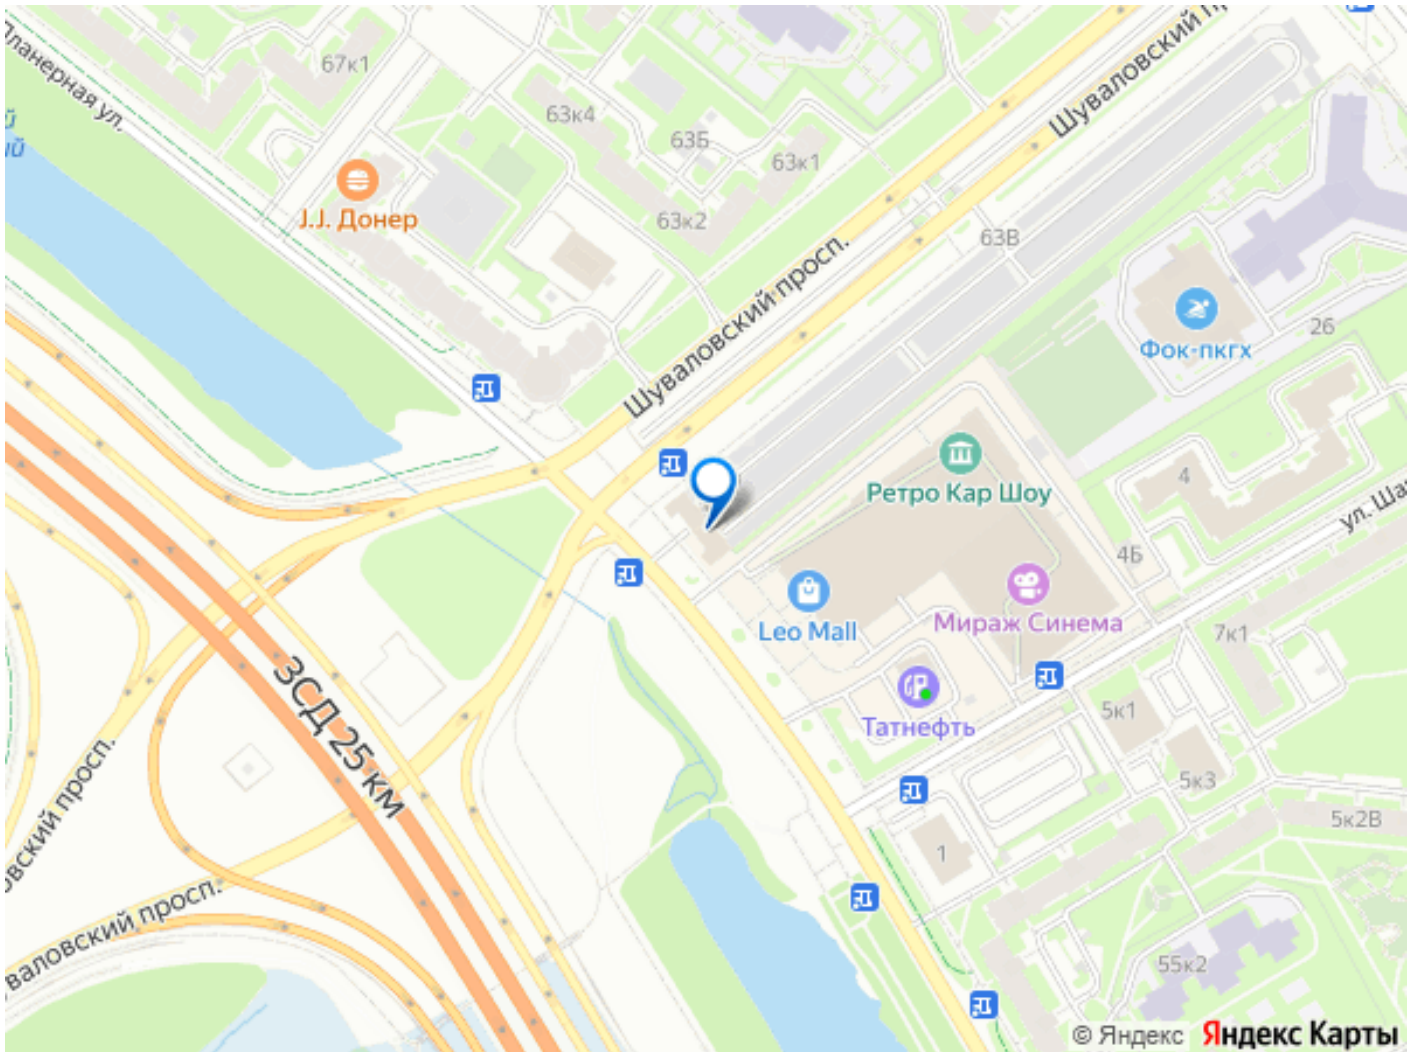 Планерная ул.
67к1
63к4
63Б
63к1
63к2
Шуваловский пр
J.J. Донер
Шуваловский просп.
63В
Фок-пкгх
26
Ретро Кар Шоу
4
ул. Ша
4Б
Leo Mall
Мираж Синема
7к1
Татнефть
5к1
5к3
5к2В
1
55к2
ЗСД 25 км
овский просп.
валовский просп.
© Яндекс Яндекс Карты